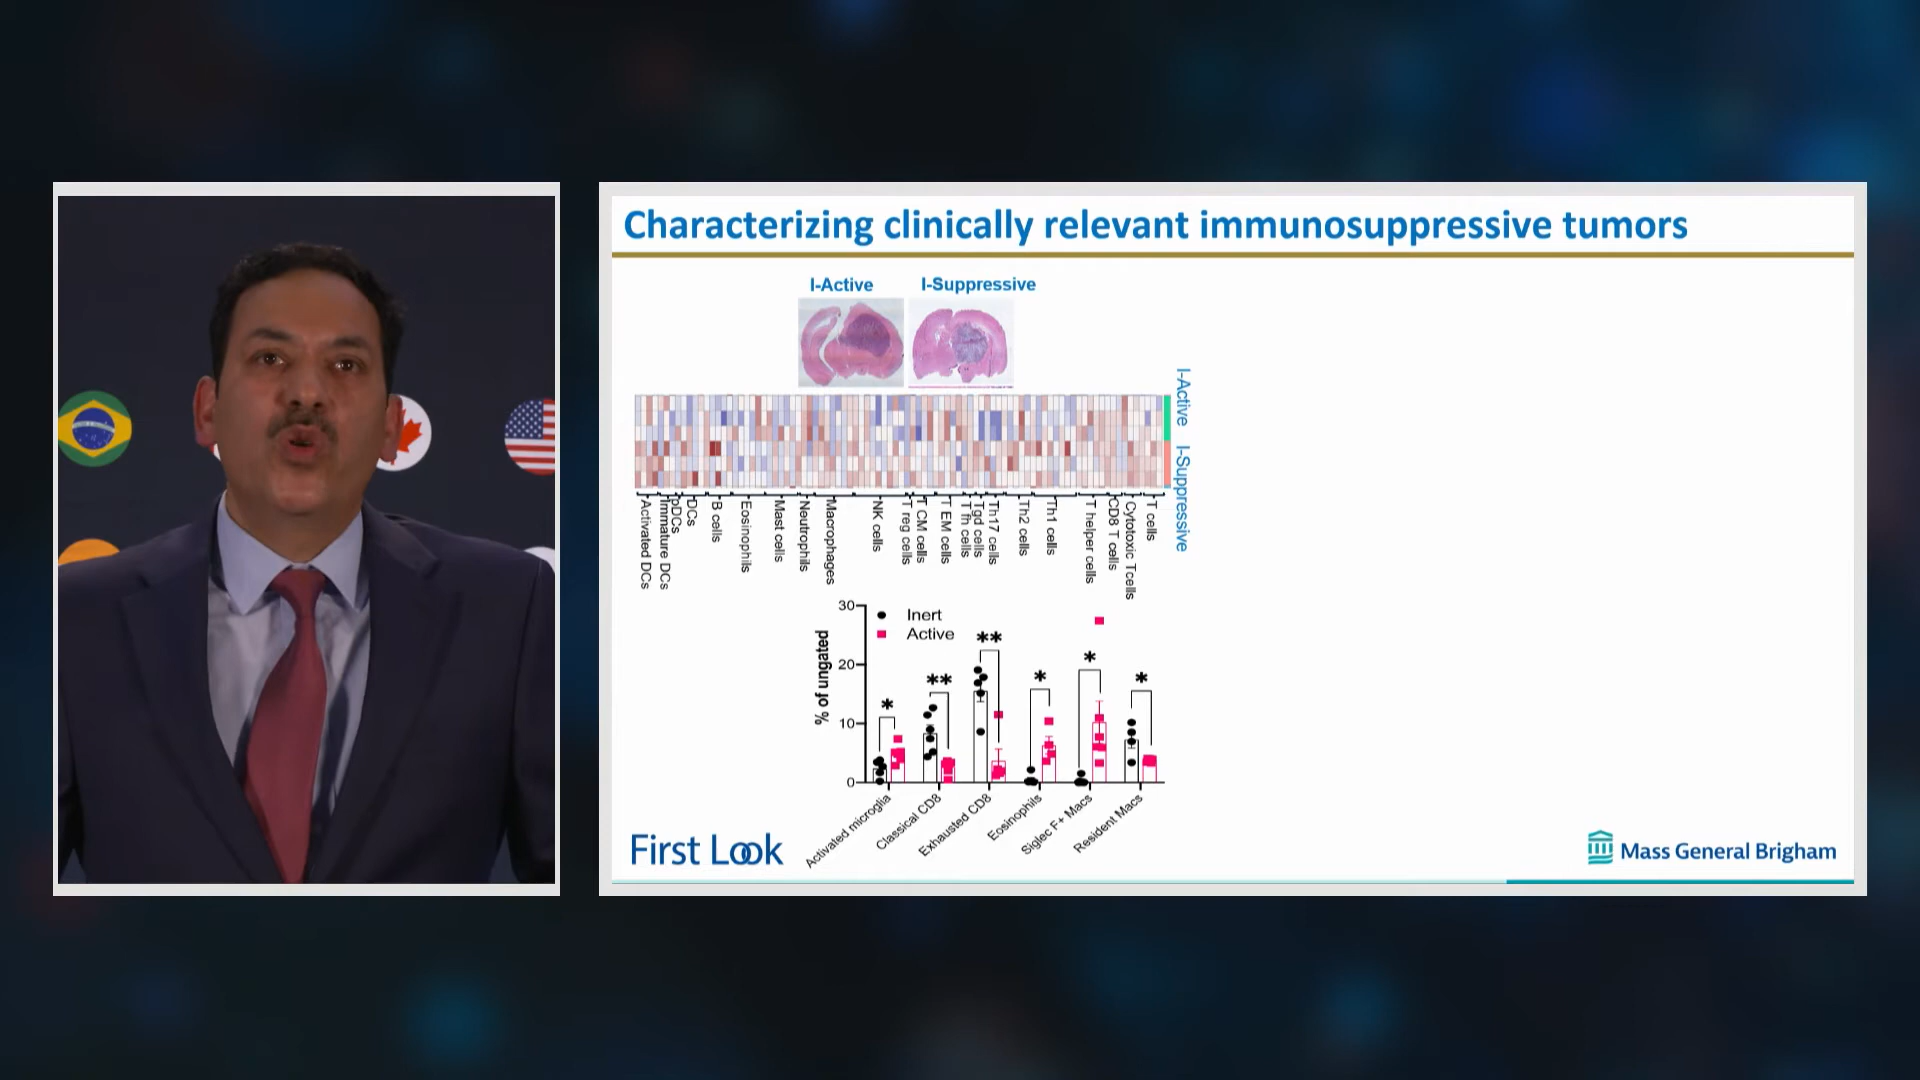 Characterizing clinically relevant immunosuppressive tumors
I-Active
I-Suppressive
I-Active
I-Suppressive
Activated DCs
Immature DCs
pDCs
DCs
B cells
Eosinophils
Mast cells
Neutrophils
Macrophages
NK cells
T reg cells
T CM cells
T EM cells
T fh cells
Tgd cells
Th17 cells
Th2 cells
Th1 cells
T helper cells
CD8 T cells
Cytotoxic Tcells
T cells
% of ungated
30
20
10
0
Inert
Active
*
**
**
*
*
*
Activated microglia
Classical CD8
Exhausted CD8
Eosinophils
Siglec F+ Macs
Resident Macs
First Look
Mass General Brigham